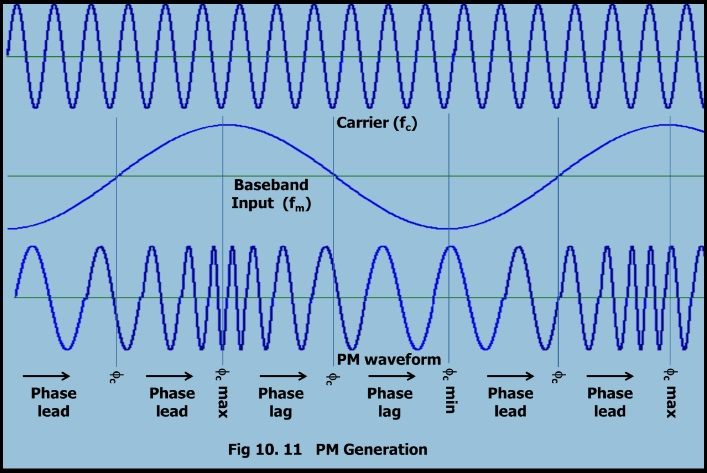 Carrier (fc)
Baseband
Input (fm)
PM waveform
Phase
lead
ϕc
Phase
lead
ϕc max
Phase
lag
ϕc
Phase
lag
ϕc min
Phase
lead
ϕc
Phase
lead
ϕc max
Fig 10. 11 PM Generation